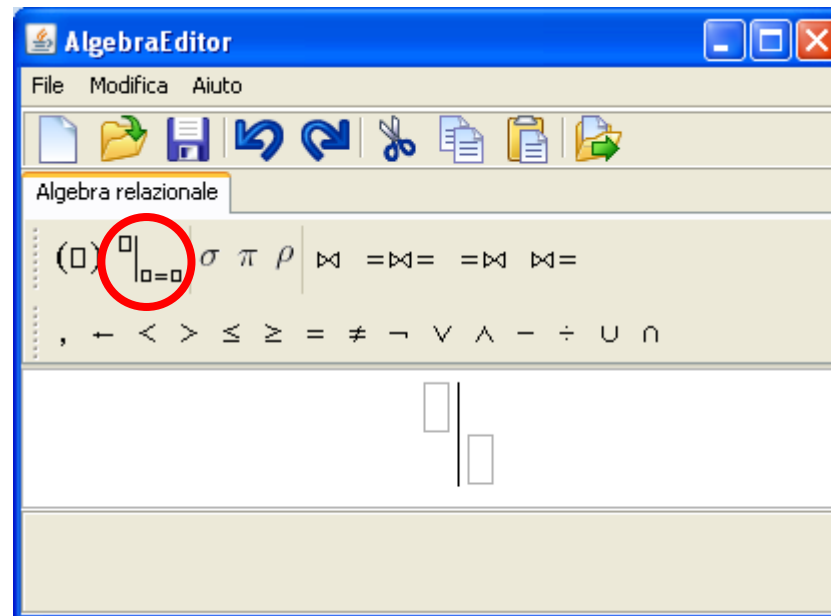 AlgebraEditor
File Modifica Aiuto
Algebra relazionale
(▯) ▯|▯=▯ σ π ρ ⋈ =⋈= =⋈ ⋈=
, ← < > ≤ ≥ = ≠ ¬ ∨ ∧ − ÷ ∪ ∩